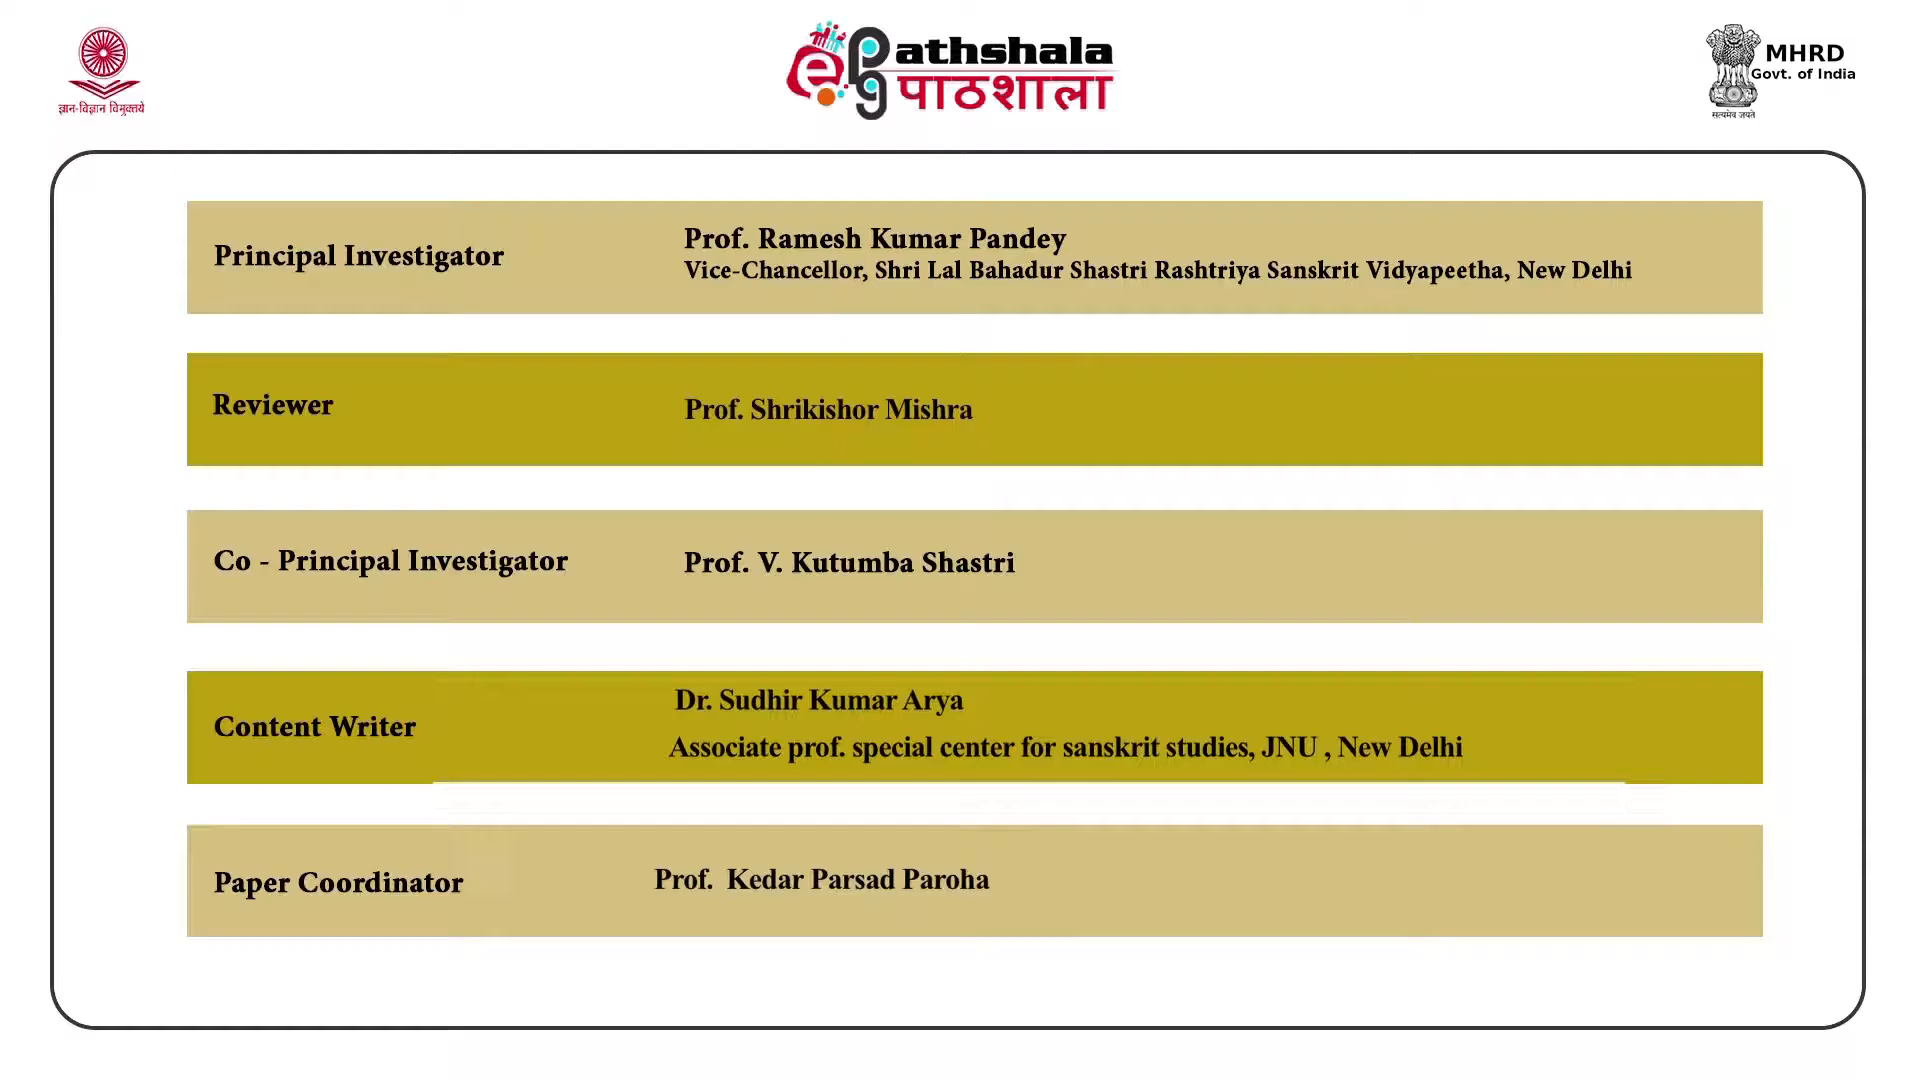 ज्ञान-विज्ञान विमुक्तये
e pg athshala
पाठशाला
MHRD
Govt. of India
सत्यमेव जयते
Principal Investigator
Prof. Ramesh Kumar Pandey
Vice-Chancellor, Shri Lal Bahadur Shastri Rashtriya Sanskrit Vidyapeetha, New Delhi
Reviewer
Prof. Shrikishor Mishra
Co - Principal Investigator
Prof. V. Kutumba Shastri
Content Writer
Dr. Sudhir Kumar Arya
Associate prof. special center for sanskrit studies, JNU , New Delhi
Paper Coordinator
Prof.  Kedar Parsad Paroha